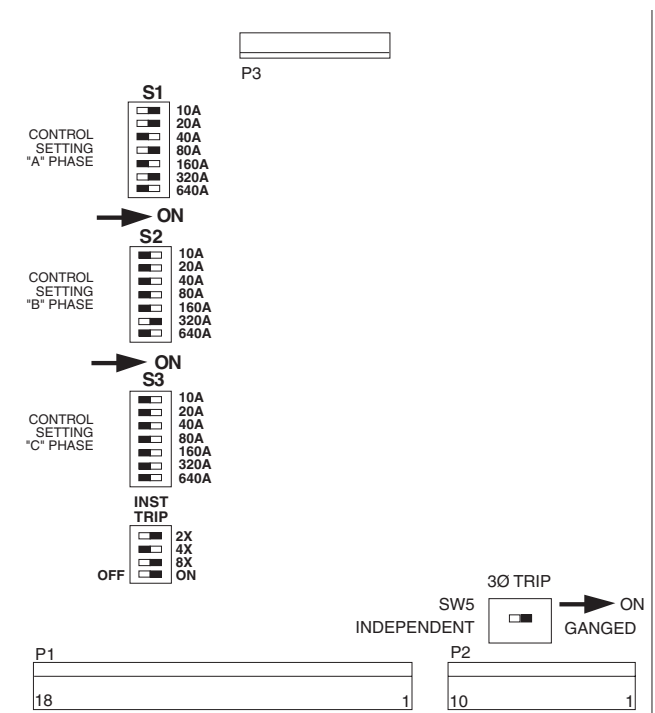 P3
S1
CONTROL
SETTING
"A" PHASE
10A
20A
40A
80A
160A
320A
640A
ON
S2
CONTROL
SETTING
"B" PHASE
10A
20A
40A
80A
160A
320A
640A
ON
S3
CONTROL
SETTING
"C" PHASE
10A
20A
40A
80A
160A
320A
640A
INST
TRIP
2X
4X
8X
OFF ON
3Ø TRIP
SW5 ON
INDEPENDENT GANGED
P1
18 1
P2
10 1